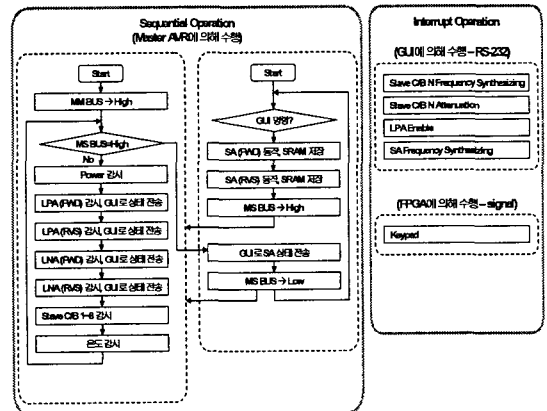 Sequential Operation
(Master AVR에 의해 수행)
Start
MM BUS → High
MS BUS=High
No
Power 감시
LPA (FWD) 감시, GUI로 상태 전송
LPA (RVS) 감시, GUI로 상태 전송
LNA (FWD) 감시, GUI로 상태 전송
LNA (RVS) 감시, GUI로 상태 전송
Slave C/B 1~8 감시
온도 감시
Start
GUI 명령?
SA (FWD) 동작, SRAM 저장
SA (RVS) 동작, SRAM 저장
MS BUS → High
GUI로 SA 상태 전송
MS BUS → Low
Interrupt Operation
(GUI에 의해 수행 – RS-232)
Slave C/B N Frequency Synthesizing
Slave C/B N Attenuation
LPA Enable
SA Frequency Synthesizing
(FPGA에 의해 수행 – signal)
Keypad